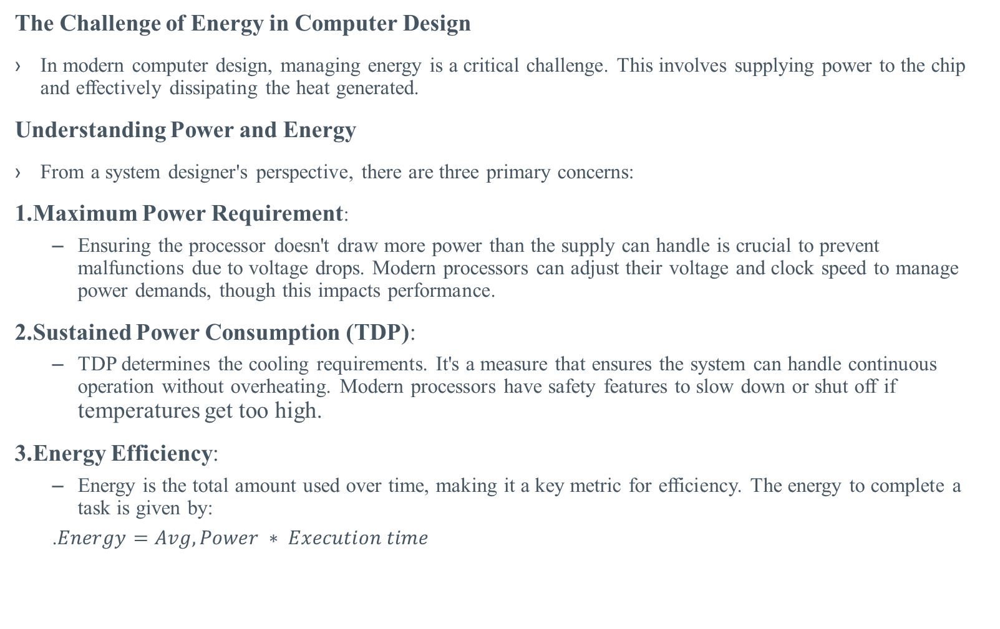 The Challenge of Energy in Computer Design
› In modern computer design, managing energy is a critical challenge. This involves supplying power to the chip
and effectively dissipating the heat generated.
Understanding Power and Energy
› From a system designer's perspective, there are three primary concerns:
1.Maximum Power Requirement:
– Ensuring the processor doesn't draw more power than the supply can handle is crucial to prevent
malfunctions due to voltage drops. Modern processors can adjust their voltage and clock speed to manage
power demands, though this impacts performance.
2.Sustained Power Consumption (TDP):
– TDP determines the cooling requirements. It's a measure that ensures the system can handle continuous
operation without overheating. Modern processors have safety features to slow down or shut off if
temperatures get too high.
3.Energy Efficiency:
– Energy is the total amount used over time, making it a key metric for efficiency. The energy to complete a
task is given by:
.Energy = Avg,Power ∗ Execution time